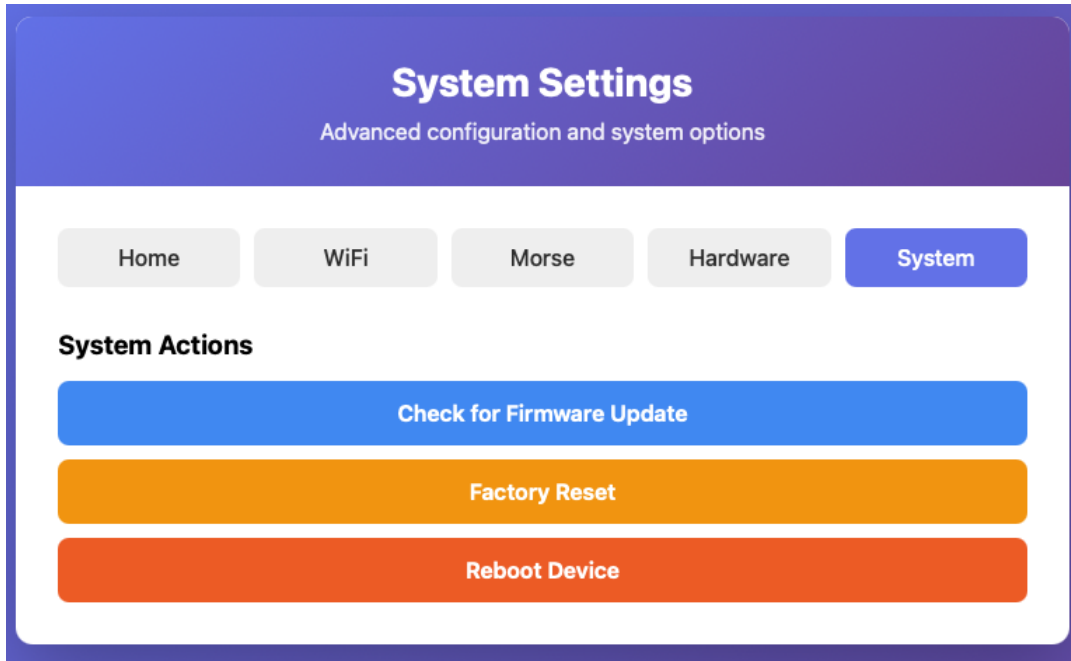 System Settings
Advanced configuration and system options
Home WiFi Morse Hardware System
System Actions
Check for Firmware Update
Factory Reset
Reboot Device